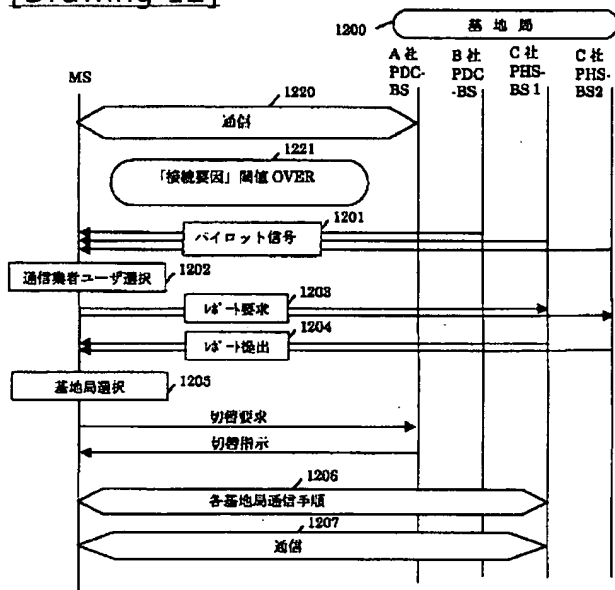 1200
基地局
A社
PDC-
BS
B社
PDC
-BS
C社
PHS-
BS1
C社
PHS-
BS2
MS
1220
通信
1221
「接続要因」閾値OVER
1201
パイロット信号
1202
通信業者ユーザ選択
1203
レポート要求
1204
レポート提出
1205
基地局選択
切替要求
切替指示
1206
各基地局通信手順
1207
通信